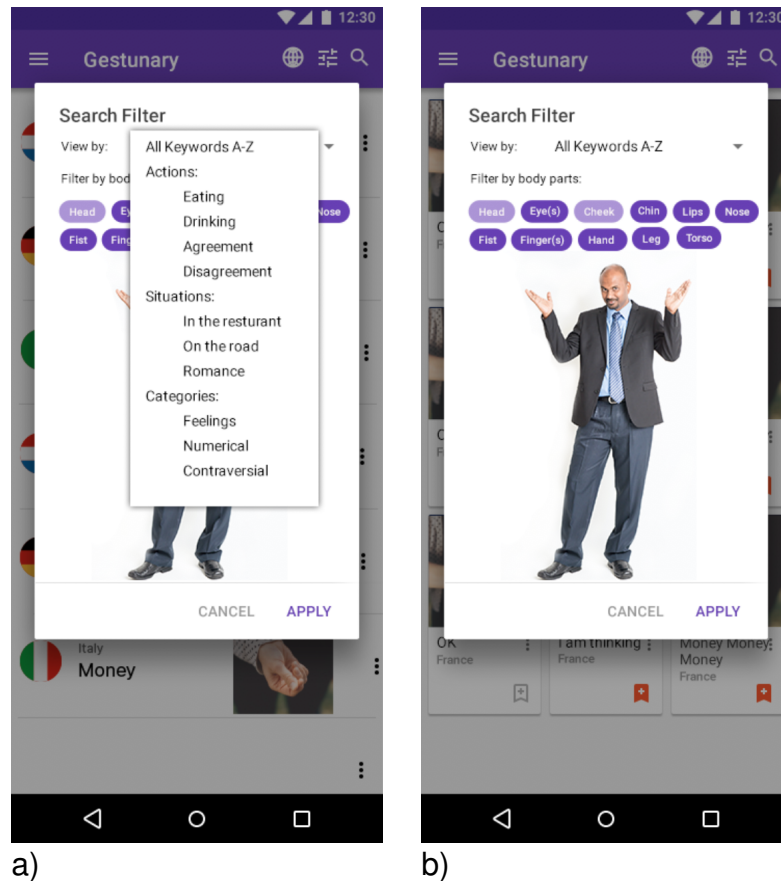 12:30
Gestunary
Search Filter
View by: All Keywords A-Z
Actions:
Filter by bod
Eating
Head Ey Nose
Drinking
Fist Fing
Agreement
Disagreement
Situations:
In the resturant
On the road
Romance
Categories:
Feelings
Numerical
Contraversial
CANCEL APPLY
Italy
Money
a)
12:30
Gestunary
Search Filter
View by: All Keywords A-Z
Filter by body parts:
Head Eye(s) Cheek Chin Lips Nose
Fist Finger(s) Hand Leg Torso
CANCEL APPLY
OK I am thinking Money Money
France France Money
France
b)